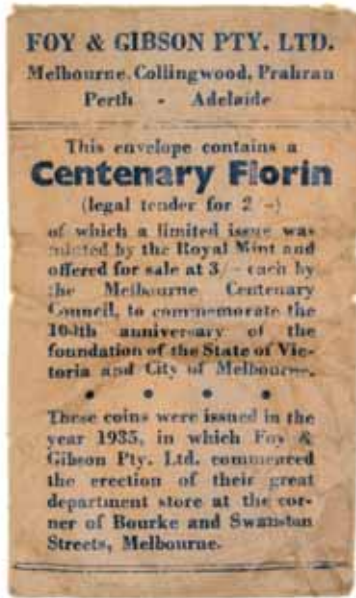 FOY & GIBSON PTY. LTD.
Melbourne, Collingwood, Prahran
Perth - Adelaide
This envelope contains a
Centenary Florin
(legal tender for 2/-)
of which a limited issue was
minted by the Royal Mint and
offered for sale at 3/- each by
the Melbourne Centenary
Council, to commemorate the
100th anniversary of the
foundation of the State of Vic-
toria and City of Melbourne.
• • • •
These coins were issued in the
year 1935, in which Foy &
Gibson Pty. Ltd. commenced
the erection of their great
department store at the cor-
ner of Bourke and Swanston
Streets, Melbourne.